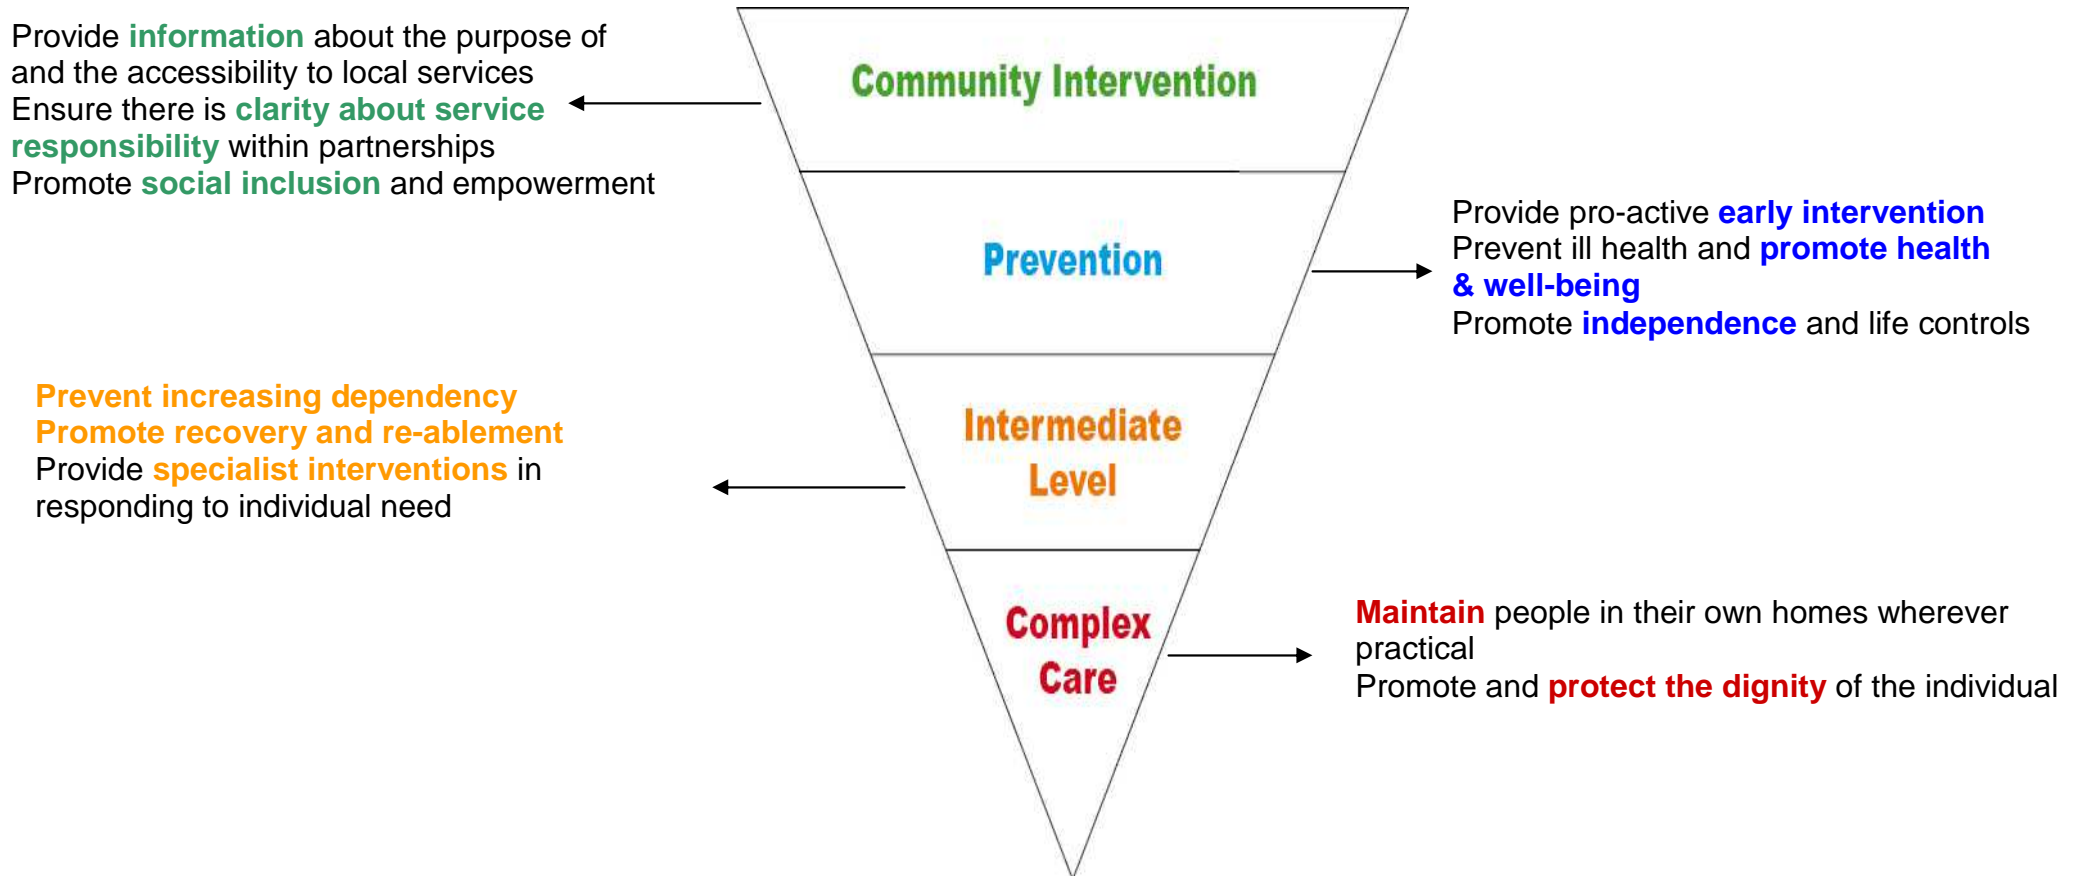 Provide information about the purpose of
and the accessibility to local services
Ensure there is clarity about service
responsibility within partnerships
Promote social inclusion and empowerment
Community Intervention
Prevention
Provide pro-active early intervention
Prevent ill health and promote health
& well-being
Promote independence and life controls
Prevent increasing dependency
Promote recovery and re-ablement
Provide specialist interventions in
responding to individual need
Intermediate
Level
Complex
Care
Maintain people in their own homes wherever
practical
Promote and protect the dignity of the individual